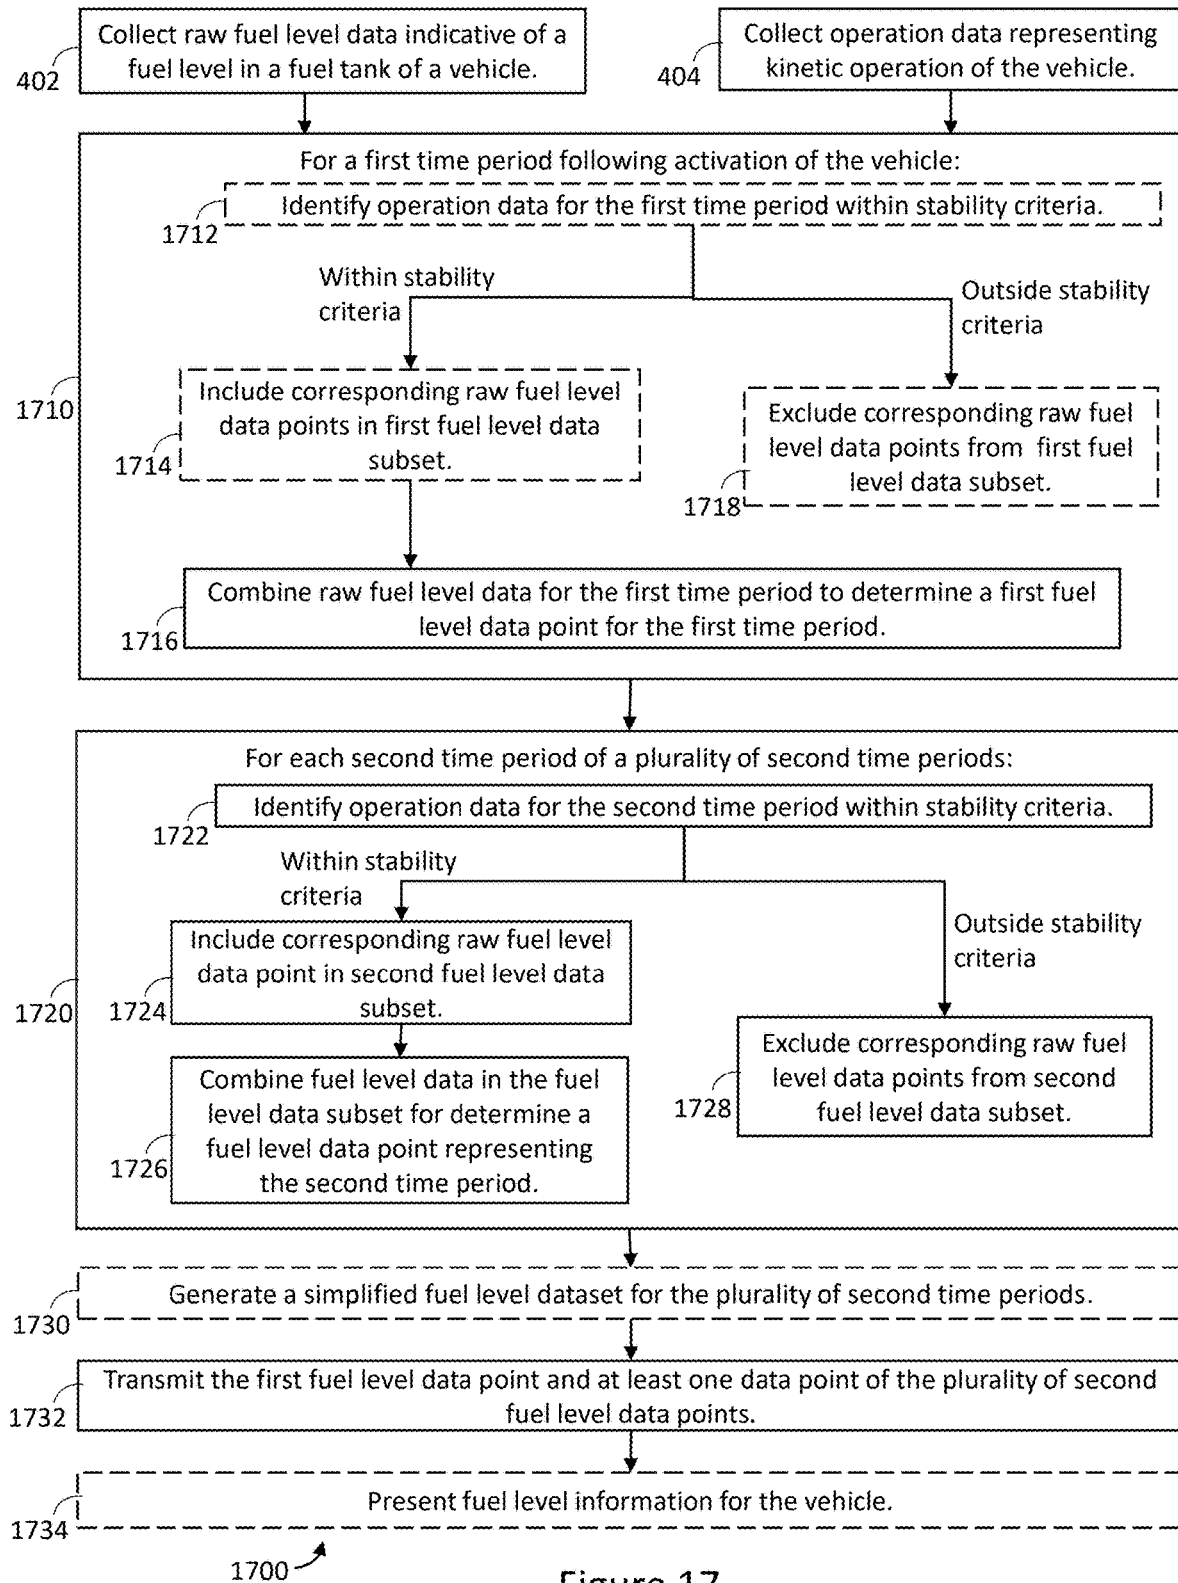 Collect raw fuel level data indicative of a
fuel level in a fuel tank of a vehicle.
402
Collect operation data representing
kinetic operation of the vehicle.
404
For a first time period following activation of the vehicle:
Identify operation data for the first time period within stability criteria.
1712
Within stability
criteria
Outside stability
criteria
1710
Include corresponding raw fuel level
data points in first fuel level data
subset.
1714
Exclude corresponding raw fuel
level data points from first fuel
level data subset.
1718
Combine raw fuel level data for the first time period to determine a first fuel
level data point for the first time period.
1716
For each second time period of a plurality of second time periods:
Identify operation data for the second time period within stability criteria.
1722
Within stability
criteria
Outside stability
criteria
Include corresponding raw fuel level
data point in second fuel level data
subset.
1724
1720
Exclude corresponding raw fuel
level data points from second
fuel level data subset.
1728
Combine fuel level data in the fuel
level data subset for determine a
fuel level data point representing
the second time period.
1726
Generate a simplified fuel level dataset for the plurality of second time periods.
1730
Transmit the first fuel level data point and at least one data point of the plurality of second
fuel level data points.
1732
Present fuel level information for the vehicle.
1734
1700
Figure 17